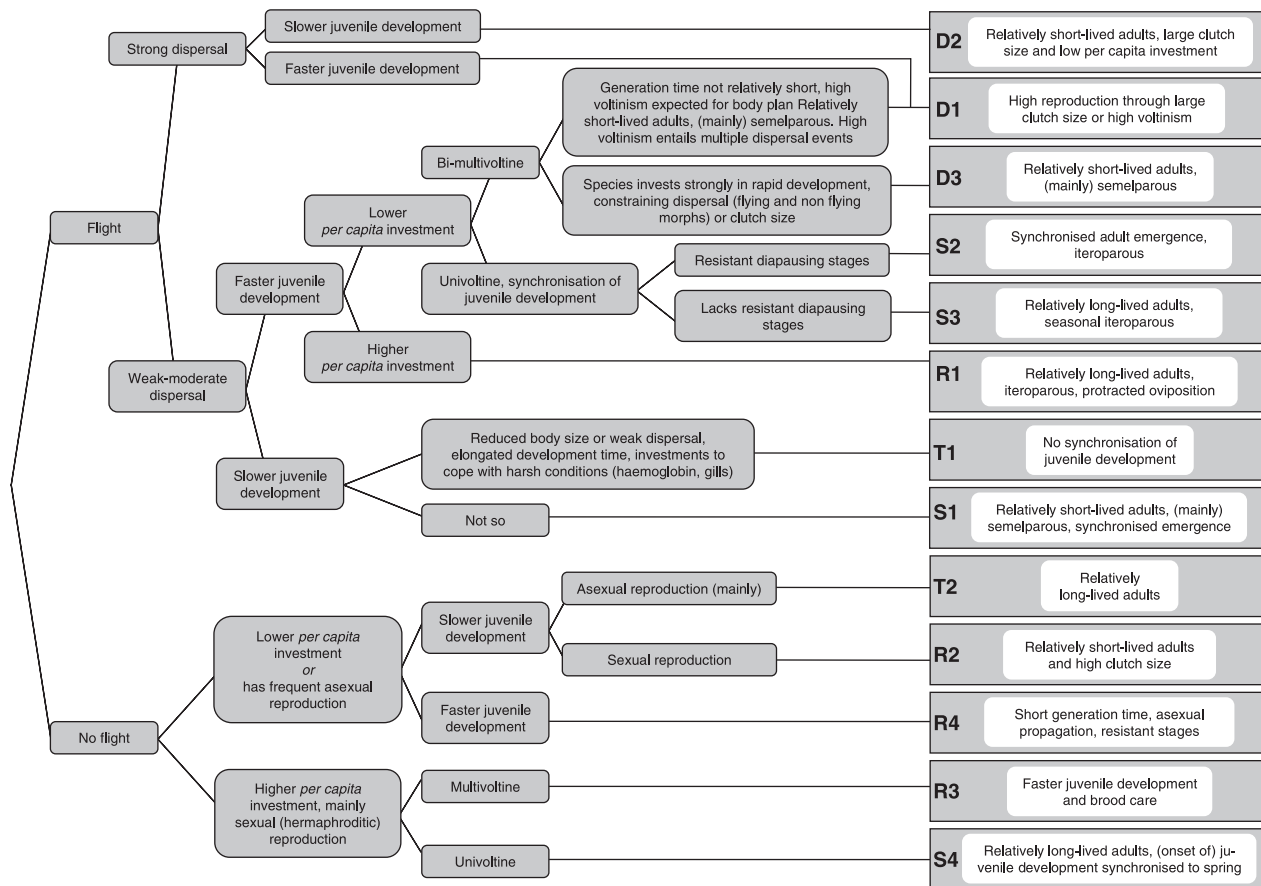 Slower juvenile development
Strong dispersal
Faster juvenile development
Generation time not relatively short, high
voltinism expected for body plan Relatively
short-lived adults, (mainly) semelparous. High
voltinism entails multiple dispersal events
Bi-multivoltine
Species invests strongly in rapid development,
constraining dispersal (flying and non flying
morphs) or clutch size
Lower
per capita investment
Flight
Faster juvenile
development
Univoltine, synchronisation of
juvenile development
Resistant diapausing stages
Lacks resistant diapausing
stages
Higher
per capita investment
Weak-moderate
dispersal
Reduced body size or weak dispersal,
elongated development time, investments to
cope with harsh conditions (haemoglobin, gills)
Slower juvenile
development
Not so
Asexual reproduction (mainly)
Slower juvenile
development
Sexual reproduction
Lower per capita
investment
or
has frequent asexual
reproduction
Faster juvenile
development
No flight
Higher per capita
investment, mainly
sexual (hermaphroditic)
reproduction
Multivoltine
Univoltine
D2
Relatively short-lived adults, large clutch
size and low per capita investment
D1
High reproduction through large
clutch size or high voltinism
D3
Relatively short-lived adults,
(mainly) semelparous
S2
Synchronised adult emergence,
iteroparous
S3
Relatively long-lived adults,
seasonal iteroparous
R1
Relatively long-lived adults,
iteroparous, protracted oviposition
T1
No synchronisation of
juvenile development
S1
Relatively short-lived adults, (mainly)
semelparous, synchronised emergence
T2
Relatively
long-lived adults
R2
Relatively short-lived adults
and high clutch size
R4
Short generation time, asexual
propagation, resistant stages
R3
Faster juvenile development
and brood care
S4
Relatively long-lived adults, (onset of) ju-
venile development synchronised to spring